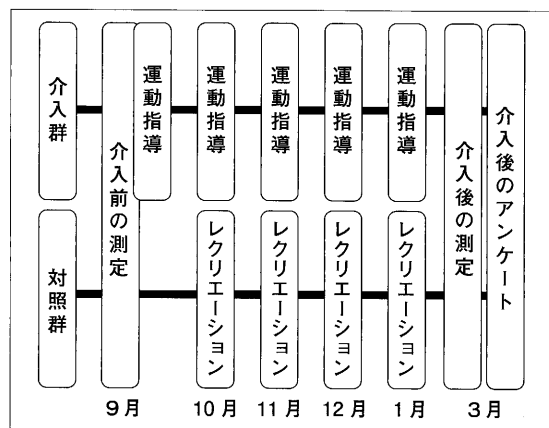 介入群
対照群
介入前の測定
運動指導
運動指導
運動指導
運動指導
運動指導
レクリエーション
レクリエーション
レクリエーション
レクリエーション
介入後の測定
介入後のアンケート
9月
10月
11月
12月
1月
3月